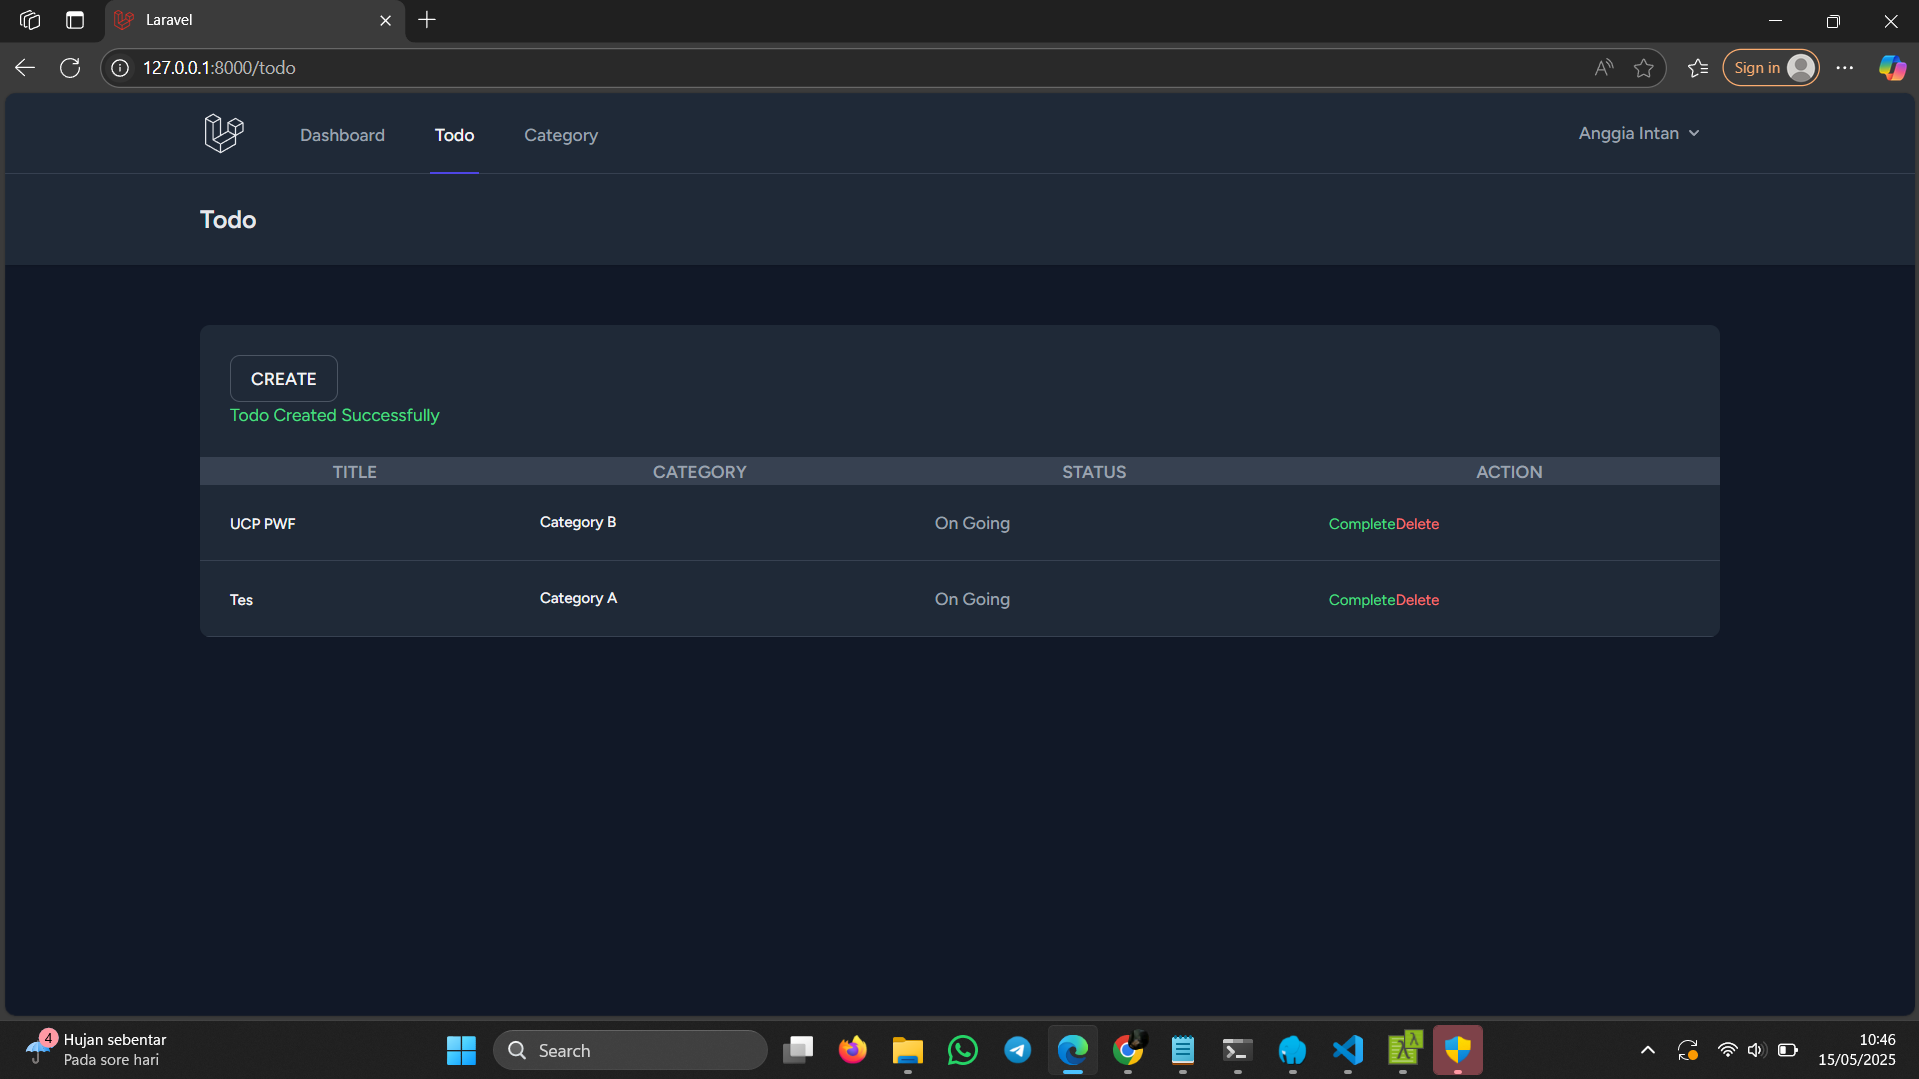 Laravel
127.0.0.1:8000/todo
Sign in
Dashboard Todo Category Anggia Intan
Todo
CREATE
Todo Created Successfully
TITLE CATEGORY STATUS ACTION
UCP PWF Category B On Going CompleteDelete
Tes Category A On Going CompleteDelete
4 Hujan sebentar
Pada sore hari
Search
10:46
15/05/2025